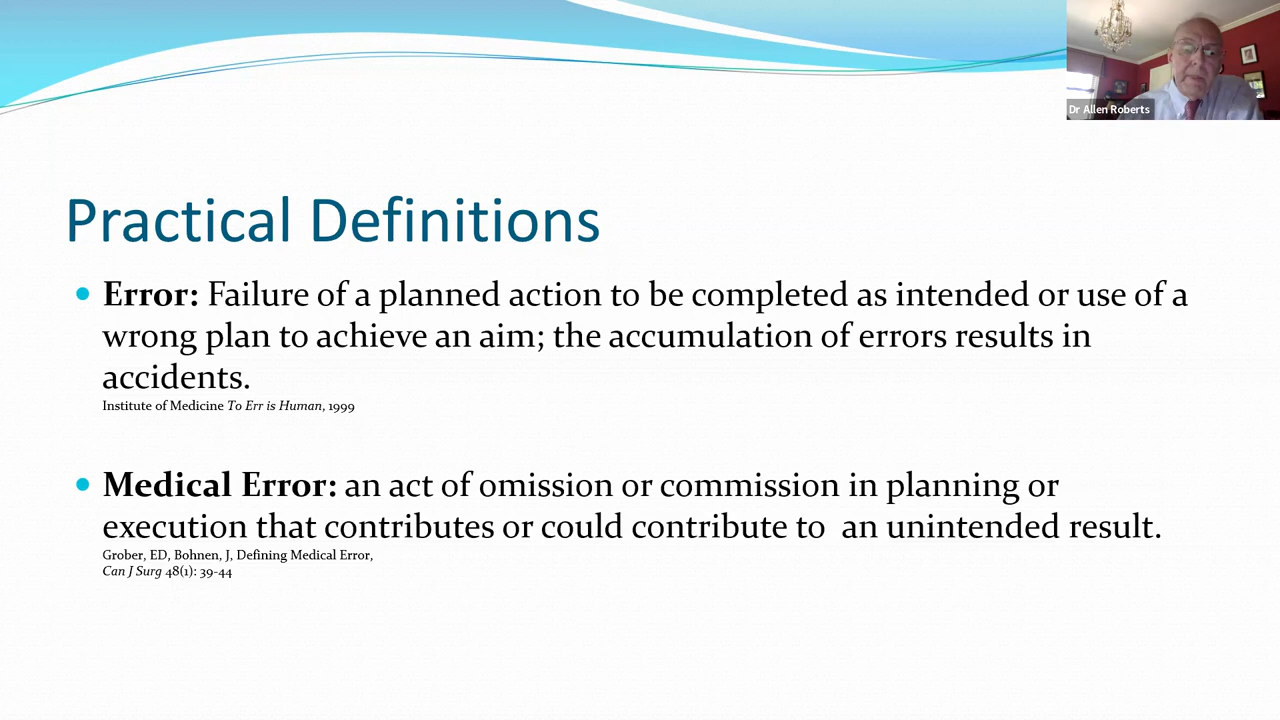 Dr Allen Roberts
Practical Definitions
Error: Failure of a planned action to be completed as intended or use of a
wrong plan to achieve an aim; the accumulation of errors results in
accidents.
Institute of Medicine To Err is Human, 1999
Medical Error: an act of omission or commission in planning or
execution that contributes or could contribute to  an unintended result.
Grober, ED, Bohnen, J, Defining Medical Error,
Can J Surg 48(1): 39-44